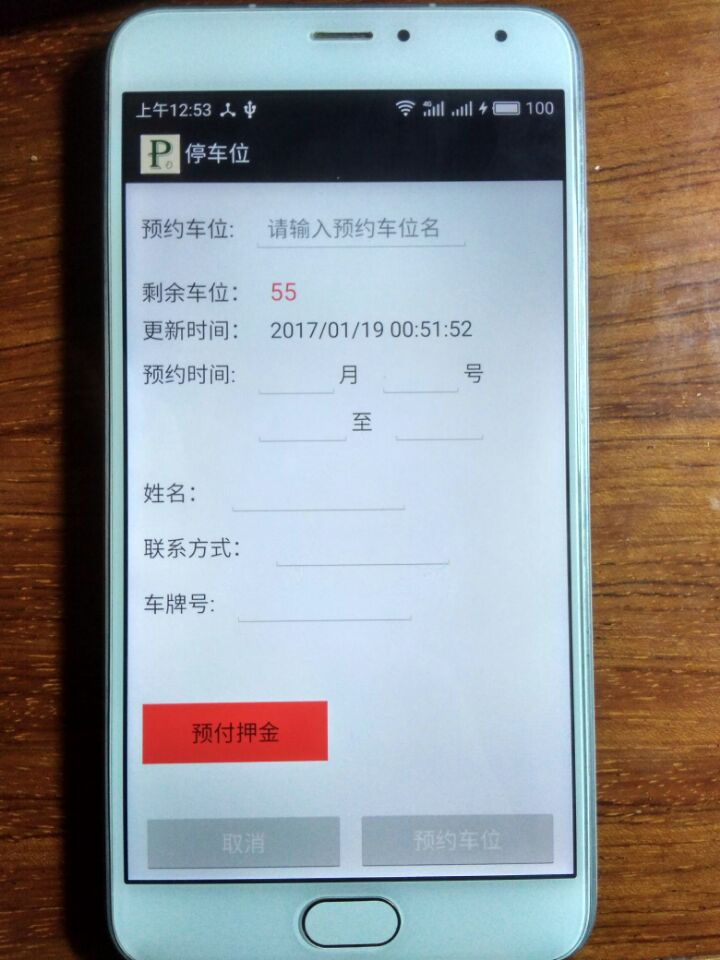 上午12:53 4G 100
P 停车位
预约车位: 请输入预约车位名
剩余车位： 55
更新时间： 2017/01/19 00:51:52
预约时间: 月 号
至
姓名：
联系方式：
车牌号:
预付押金
取消 预约车位